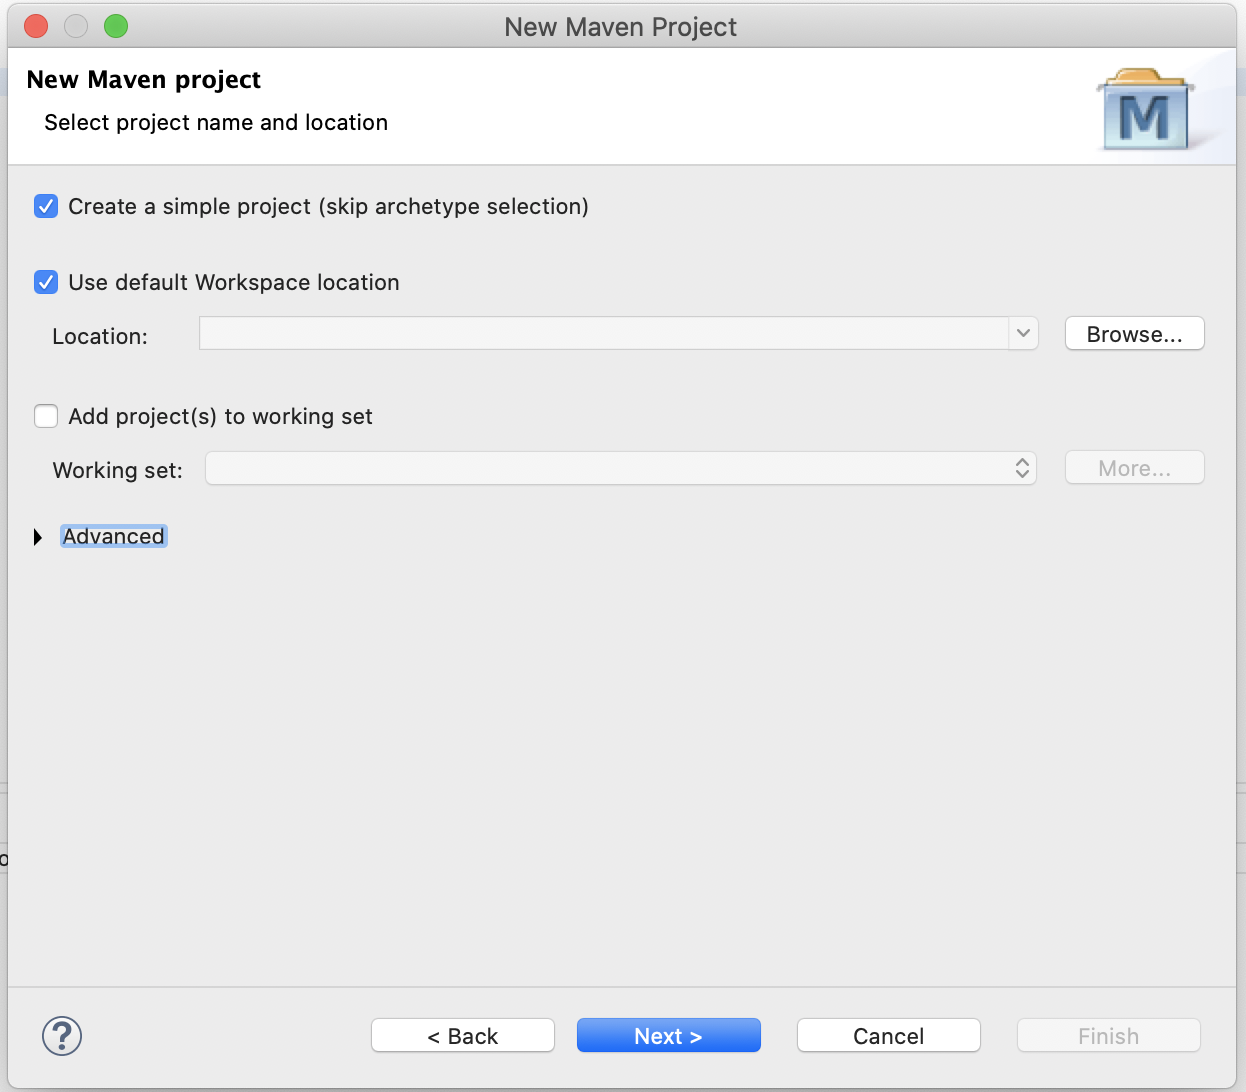 New Maven Project
New Maven project
Select project name and location
M
Create a simple project (skip archetype selection)
Use default Workspace location
Location:
Browse...
Add project(s) to working set
Working set:
More...
Advanced
o
?
< Back
Next >
Cancel
Finish